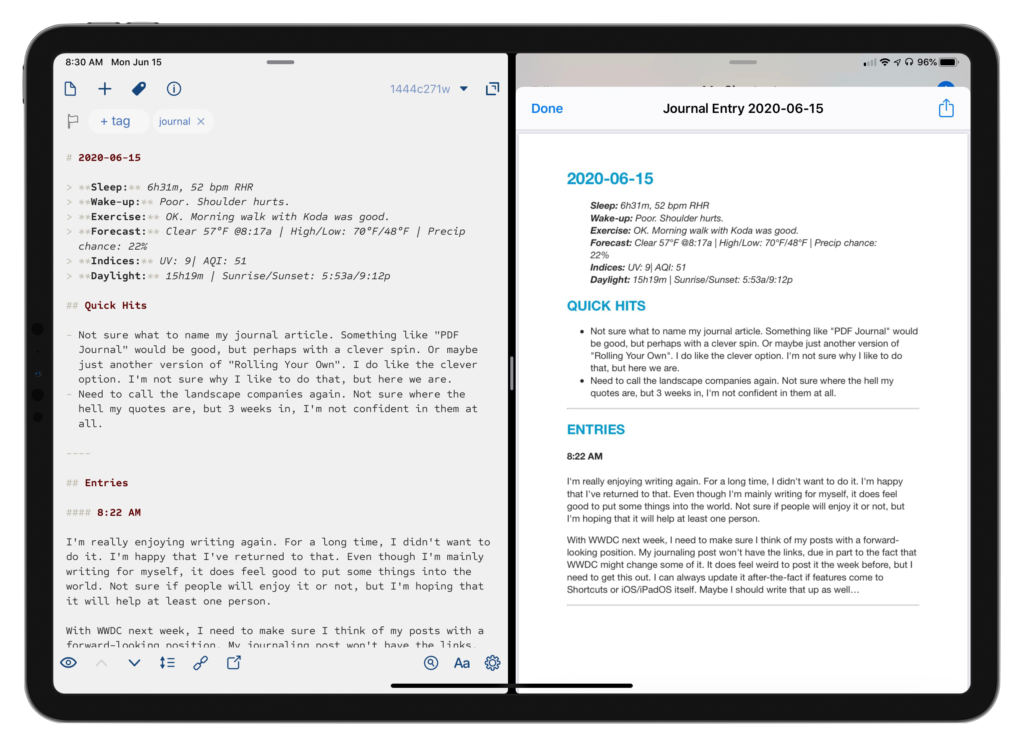 8:30 AM Mon Jun 15
1444c271w
+ tag
journal ×
# 2020-06-15
> **Sleep:** 6h31m, 52 bpm RHR
> **Wake-up:** Poor. Shoulder hurts.
> **Exercise:** OK. Morning walk with Koda was good.
> **Forecast:** Clear 57°F @8:17a | High/Low: 70°F/48°F | Precip
chance: 22%
> **Indices:** UV: 9| AQI: 51
> **Daylight:** 15h19m | Sunrise/Sunset: 5:53a/9:12p
## Quick Hits
- Not sure what to name my journal article. Something like "PDF
Journal" would be good, but perhaps with a clever spin. Or maybe
just another version of "Rolling Your Own". I do like the clever
option. I'm not sure why I like to do that, but here we are.
- Need to call the landscape companies again. Not sure where the
hell my quotes are, but 3 weeks in, I'm not confident in them at
all.
----
## Entries
#### 8:22 AM
I'm really enjoying writing again. For a long time, I didn't want to
do it. I'm happy that I've returned to that. Even though I'm mainly
writing for myself, it does feel good to put some things into the
world. Not sure if people will enjoy it or not, but I'm hoping that
it will help at least one person.
With WWDC next week, I need to make sure I think of my posts with a
forward-looking position. My journaling post won't have the links,
Aa
96%
Done
Journal Entry 2020-06-15
2020-06-15
Sleep: 6h31m, 52 bpm RHR
Wake-up: Poor. Shoulder hurts.
Exercise: OK. Morning walk with Koda was good.
Forecast: Clear 57°F @8:17a | High/Low: 70°F/48°F | Precip chance:
22%
Indices: UV: 9| AQI: 51
Daylight: 15h19m | Sunrise/Sunset: 5:53a/9:12p
QUICK HITS
• Not sure what to name my journal article. Something like "PDF Journal" would
be good, but perhaps with a clever spin. Or maybe just another version of
"Rolling Your Own". I do like the clever option. I'm not sure why I like to do
that, but here we are.
• Need to call the landscape companies again. Not sure where the hell my
quotes are, but 3 weeks in, I'm not confident in them at all.
ENTRIES
8:22 AM
I'm really enjoying writing again. For a long time, I didn't want to do it. I'm happy
that I've returned to that. Even though I'm mainly writing for myself, it does feel
good to put some things into the world. Not sure if people will enjoy it or not, but
I'm hoping that it will help at least one person.
With WWDC next week, I need to make sure I think of my posts with a forward-
looking position. My journaling post won't have the links, due in part to the fact that
WWDC might change some of it. It does feel weird to post it the week before, but I
need to get this out. I can always update it after-the-fact if features come to
Shortcuts or iOS/iPadOS itself. Maybe I should write that up as well…